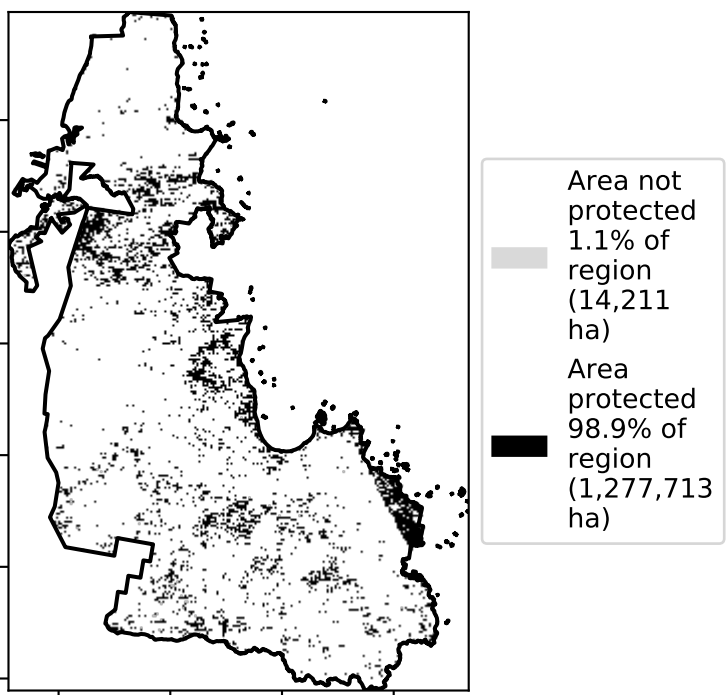 Area not
protected
1.1% of
region
(14,211
ha)
Area
protected
98.9% of
region
(1,277,713
ha)